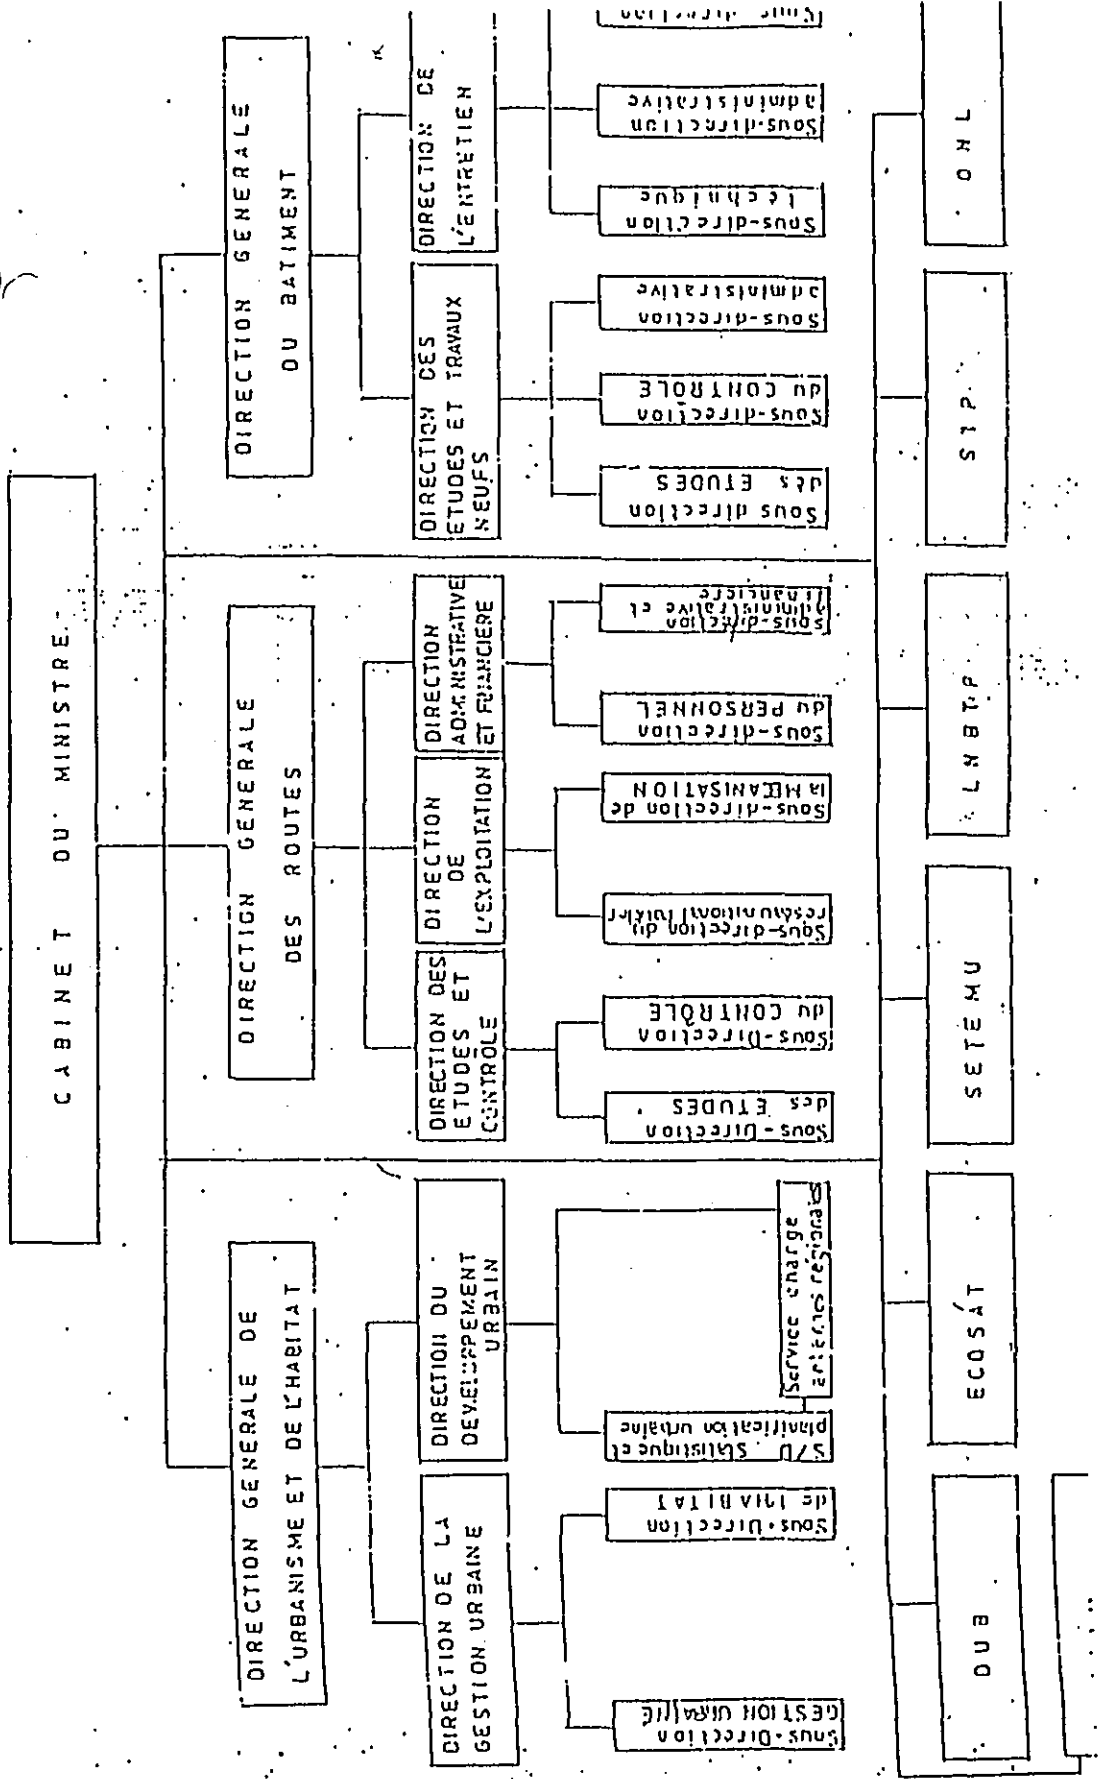 CABINET DU MINISTRE
DIRECTION GENERALE DE
L'URBANISME ET DE L'HABITAT
DIRECTION GENERALE
DES ROUTES
DIRECTION GENERALE
DU BATIMENT
DIRECTION DE LA
GESTION URBAINE
DIRECTION DU
DEVELOPPEMENT
URBAIN
DIRECTION DES
ETUDES ET
CONTRÔLE
DIRECTION
DE
L'EXPLOITATION
DIRECTION
ADMINISTRATIVE
ET FINANCIERE
DIRECTION DES
ETUDES ET TRAVAUX
NEUFS
DIRECTION DE
L'ENTRETIEN
Sous-Direction
GESTION URBAINE
Sous-Direction
de l'HABITAT
S/D Statistique et
planification urbaine
Service charge
antennes régionales
Sous-Direction
des ETUDES
Sous-Direction
du CONTRÔLE
Sous-direction du
Sous-direction de
la MECANISATION
Sous-direction
du PERSONNEL
Sous-direction
administrative et
financière
Sous direction
des ETUDES
Sous-direction
du CONTROLE
Sous-direction
administrative
Sous-direction
technique
Sous-direction
administrative
Sous-direction
DUB
ECOSAT
SETEMU
LNBTP
STP
ONL